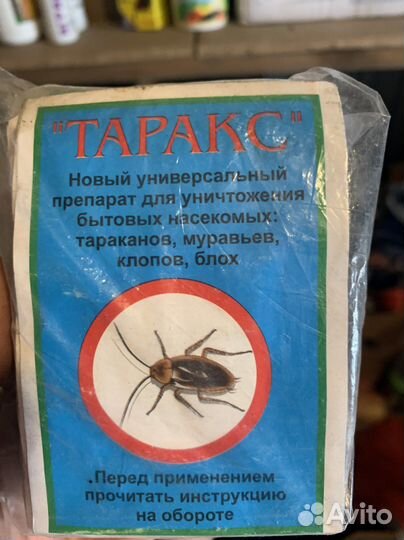 "ТАРАКС"
Новый универсальный
препарат для уничтожения
бытовых насекомых:
тараканов, муравьев,
клопов, блох
.Перед применением
прочитать инструкцию
на обороте
Avito